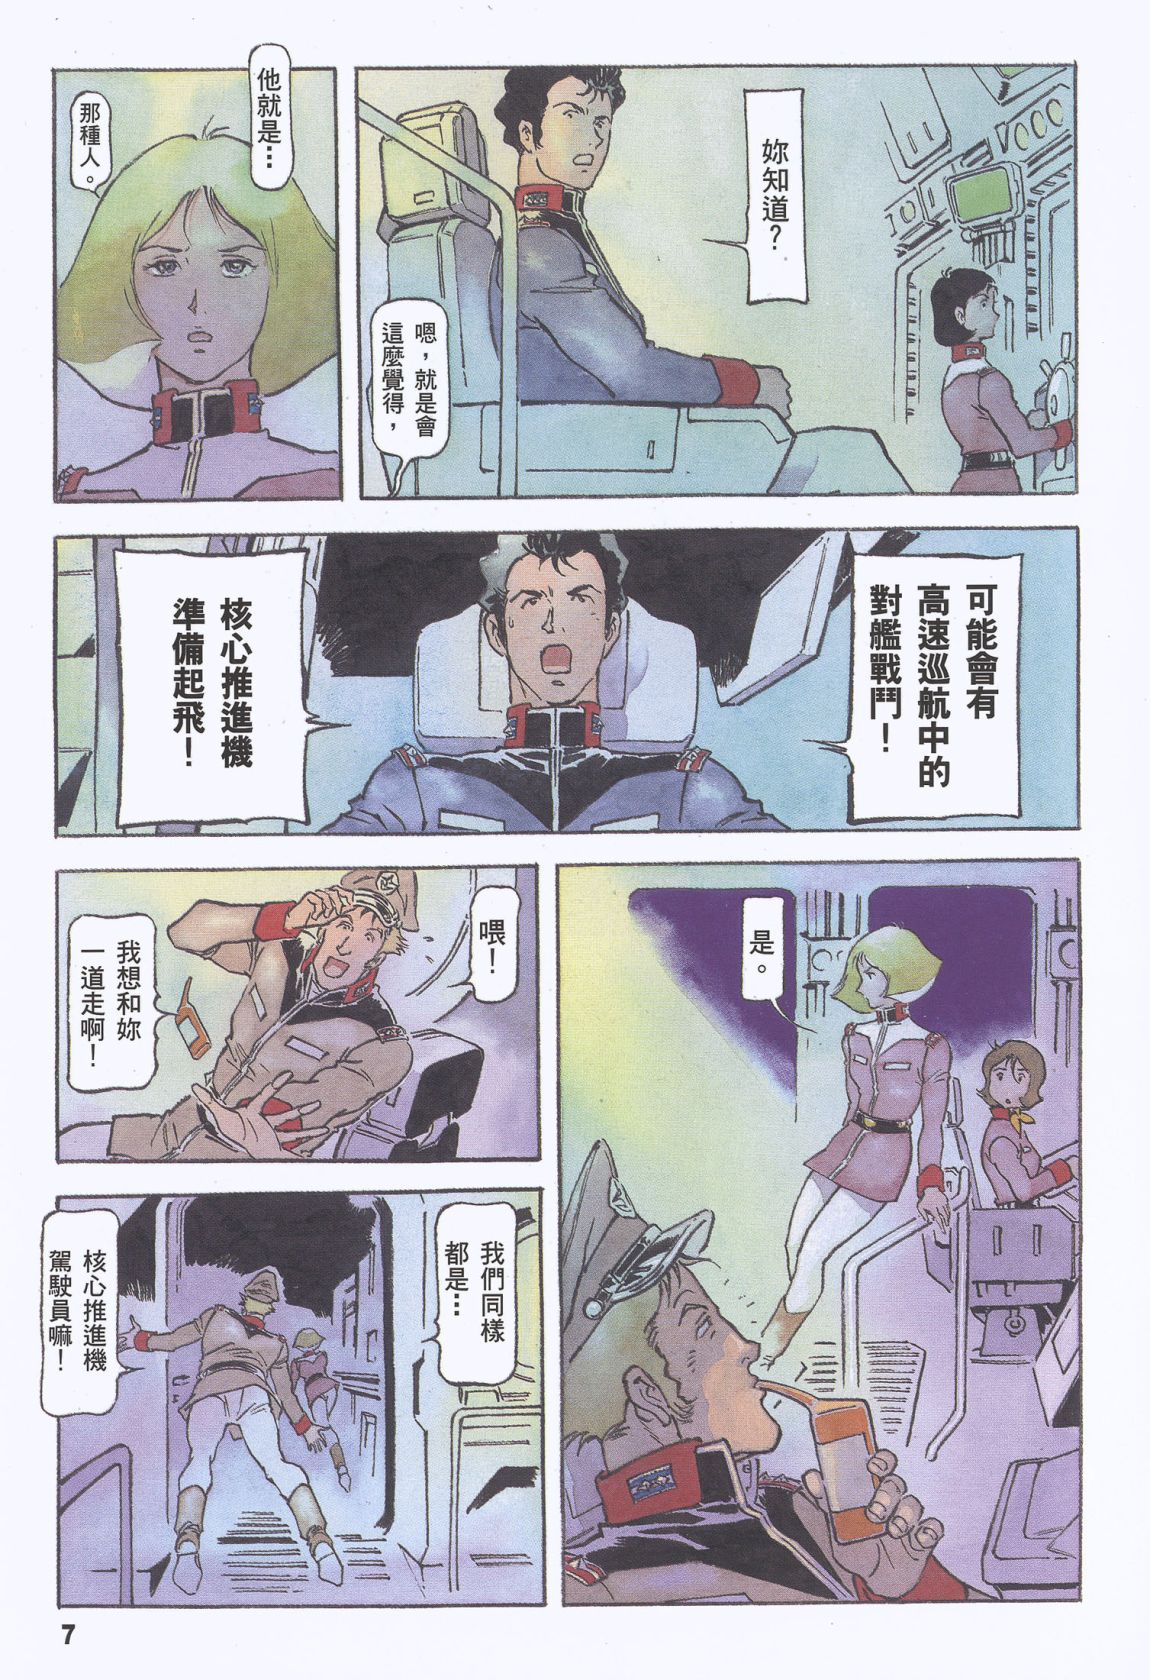 妳知道？
嗯，就是會
這麼覺得，
他就是…
那種人。
可能會有
高速巡航中的
對艦戰鬥！
核心推進機
準備起飛！
是。
喂！
我想和妳
一道走啊！
我們同樣
都是…
核心推進機
駕駛員嘛！
7